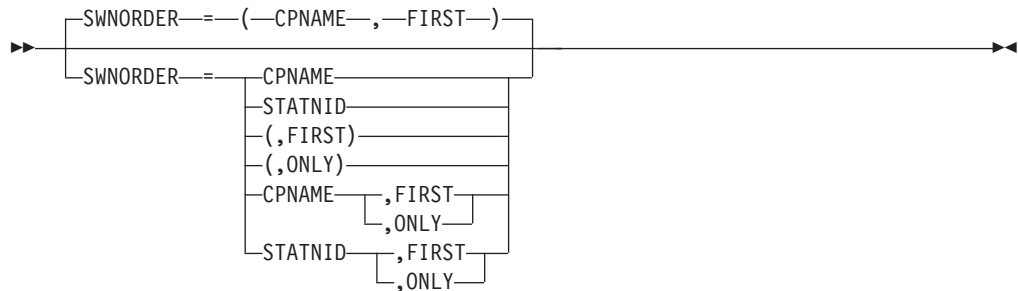 SWNORDER = ( CPNAME , FIRST )
SWNORDER = CPNAME
STATNID
(,FIRST)
(,ONLY)
CPNAME ,FIRST
,ONLY
STATNID ,FIRST
,ONLY